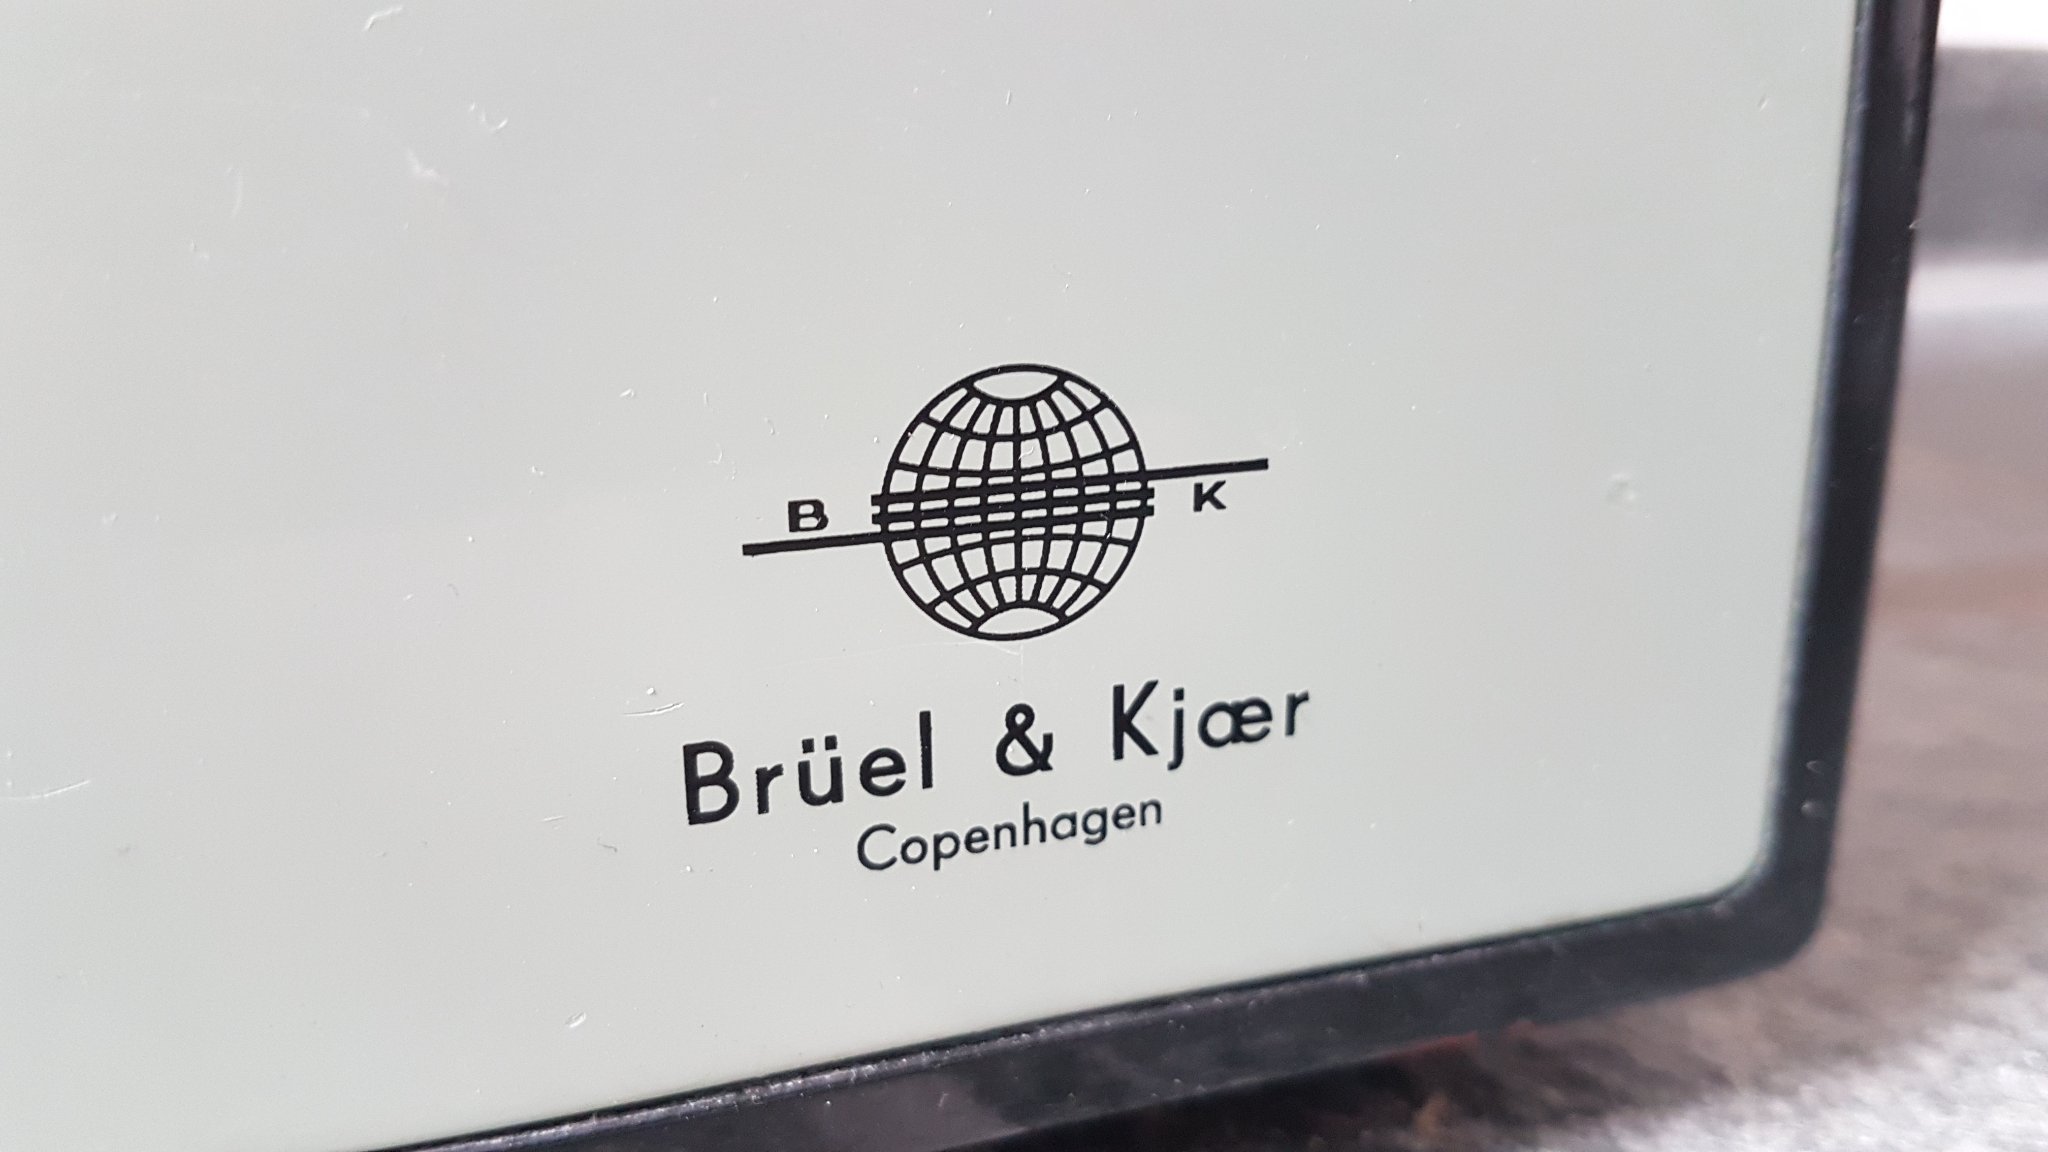 B K
Brüel & Kjær
Copenhagen